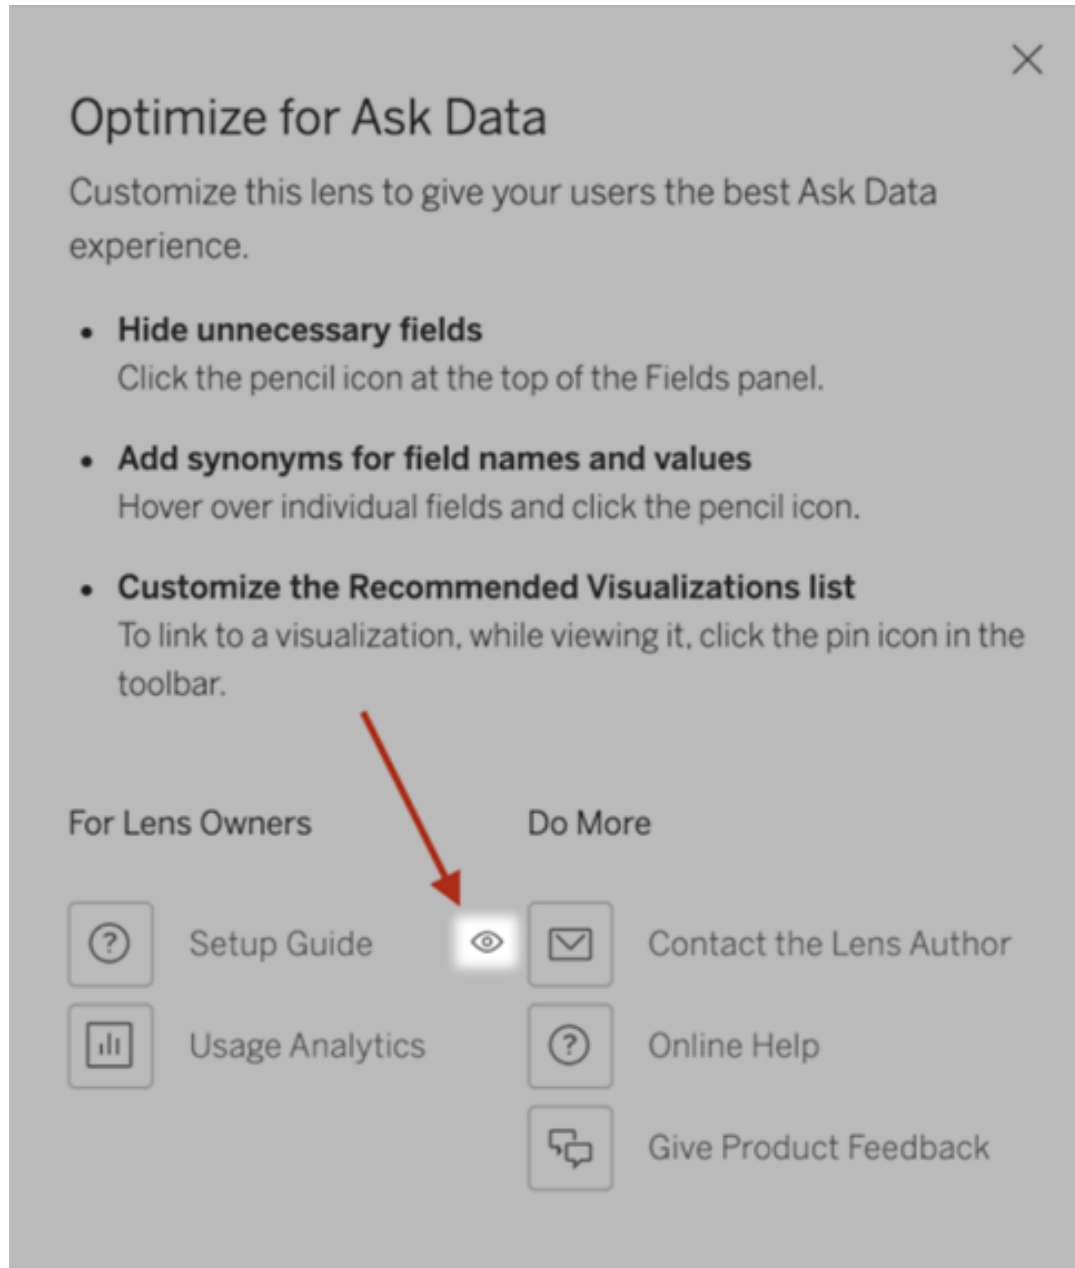 Optimize for Ask Data
Customize this lens to give your users the best Ask Data
experience.
• Hide unnecessary fields
Click the pencil icon at the top of the Fields panel.
• Add synonyms for field names and values
Hover over individual fields and click the pencil icon.
• Customize the Recommended Visualizations list
To link to a visualization, while viewing it, click the pin icon in the
toolbar.
For Lens Owners
Setup Guide
Usage Analytics
Do More
Contact the Lens Author
Online Help
Give Product Feedback